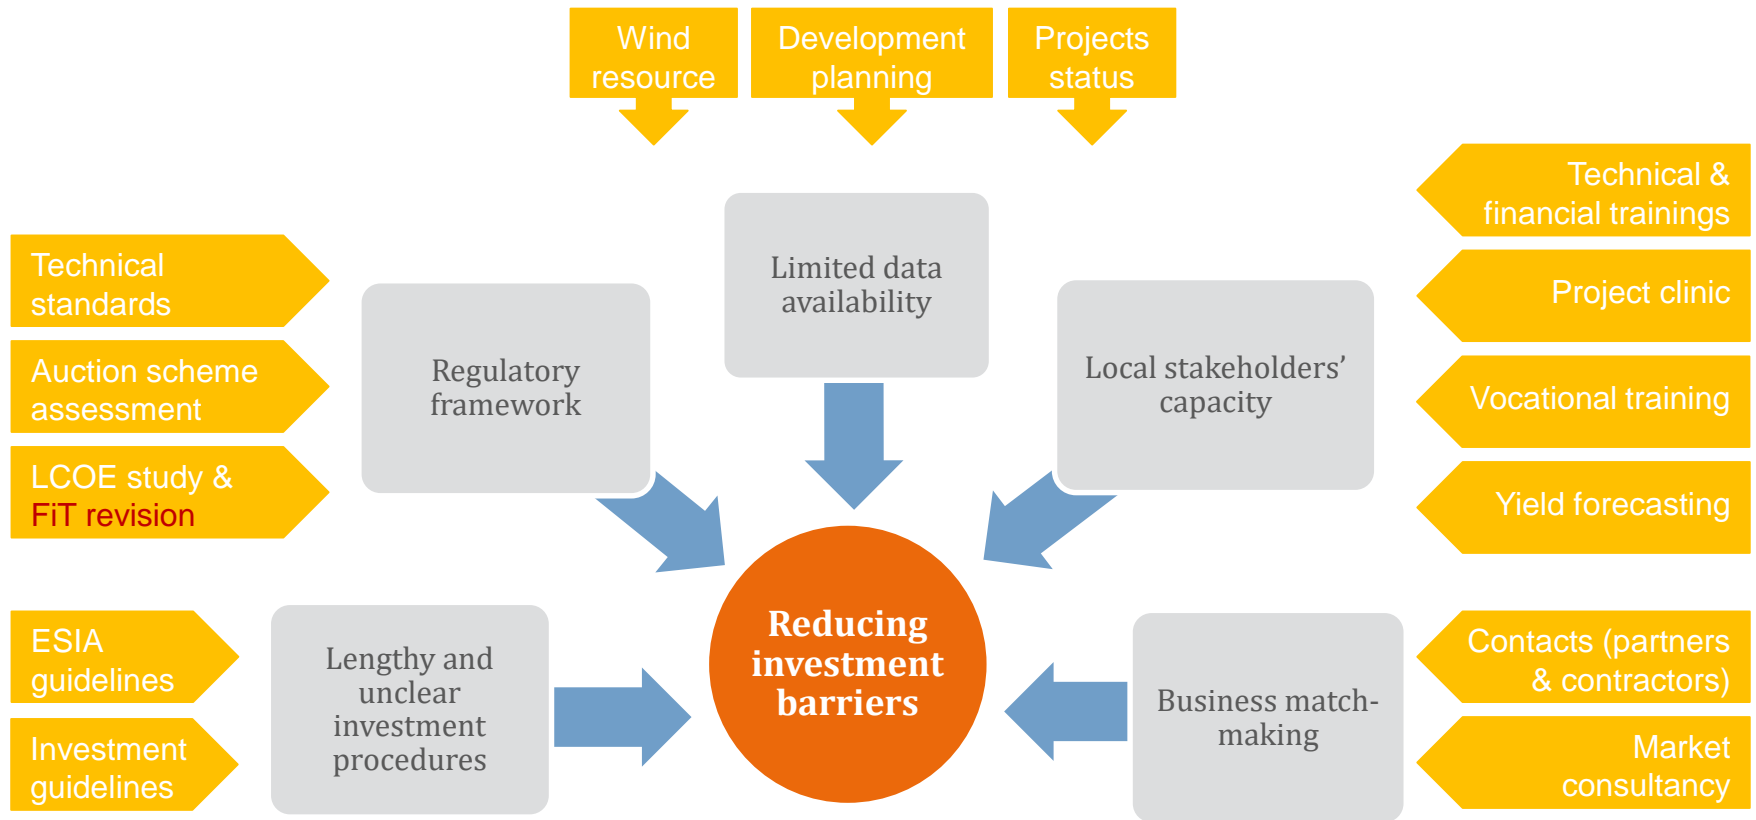 Wind
resource
Development
planning
Projects
status
Technical
standards
Auction scheme
assessment
LCOE study &
FiT revision
ESIA
guidelines
Investment
guidelines
Regulatory
framework
Limited data
availability
Local stakeholders’
capacity
Lengthy and
unclear
investment
procedures
Reducing
investment
barriers
Business match-
making
Technical &
financial trainings
Project clinic
Vocational training
Yield forecasting
Contacts (partners
& contractors)
Market
consultancy